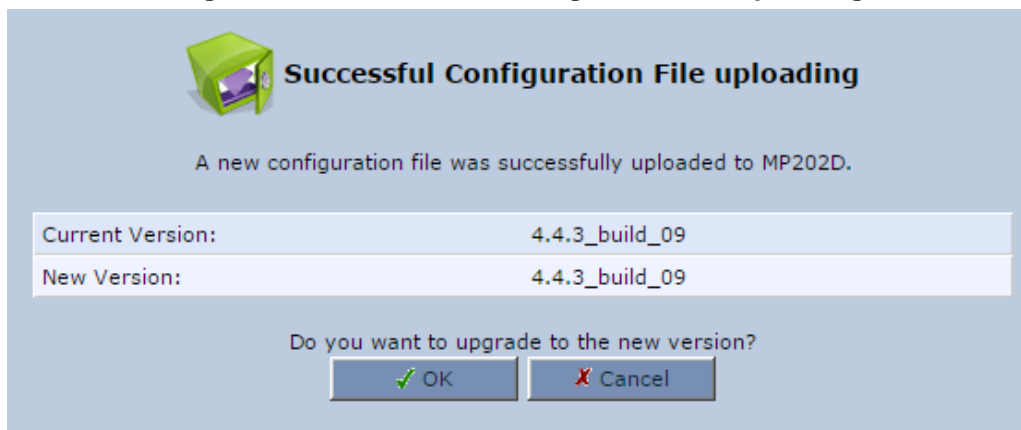 Successful Configuration File uploading
A new configuration file was successfully uploaded to MP202D.
Current Version: 4.4.3_build_09
New Version: 4.4.3_build_09
Do you want to upgrade to the new version?
OK Cancel